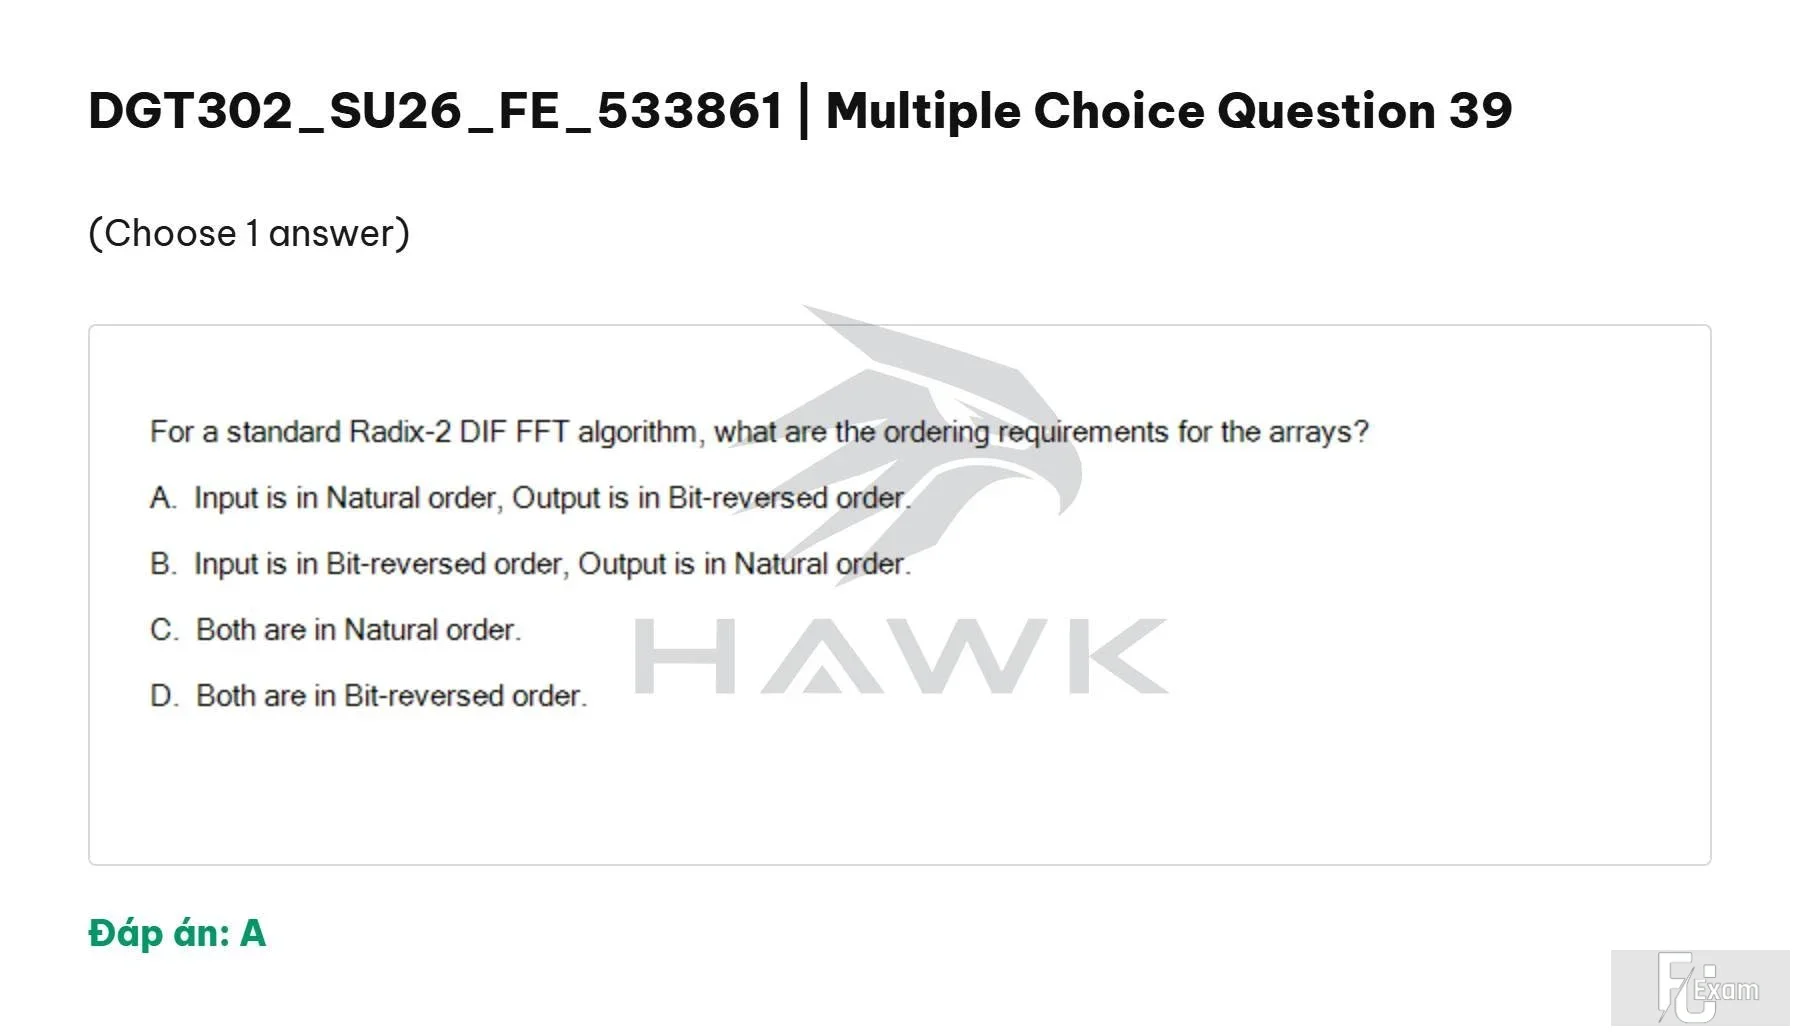 DGT302_SU26_FE_533861 | Multiple Choice Question 39
(Choose 1 answer)
For a standard Radix-2 DIF FFT algorithm, what are the ordering requirements for the arrays?
A. Input is in Natural order, Output is in Bit-reversed order.
B. Input is in Bit-reversed order, Output is in Natural order.
C. Both are in Natural order.
HAWK
D. Both are in Bit-reversed order.
Đáp án: A
FU Exam